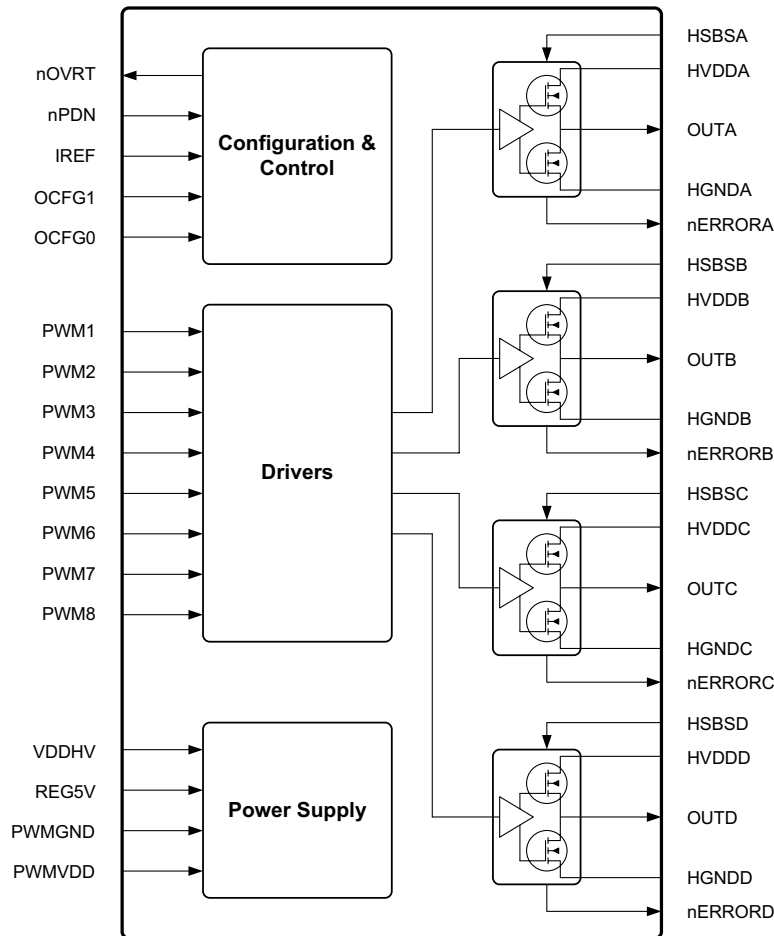 nOVRT
nPDN
IREF
OCFG1
OCFG0
Configuration &
Control
PWM1
PWM2
PWM3
PWM4
PWM5
PWM6
PWM7
PWM8
Drivers
VDDHV
REG5V
PWMGND
PWMVDD
Power Supply
HSBSA
HVDDA
OUTA
HGNDA
nERRORA
HSBSB
HVDDB
OUTB
HGNDB
nERRORB
HSBSC
HVDDC
OUTC
HGNDC
nERRORC
HSBSD
HVDDD
OUTD
HGNDD
nERRORD